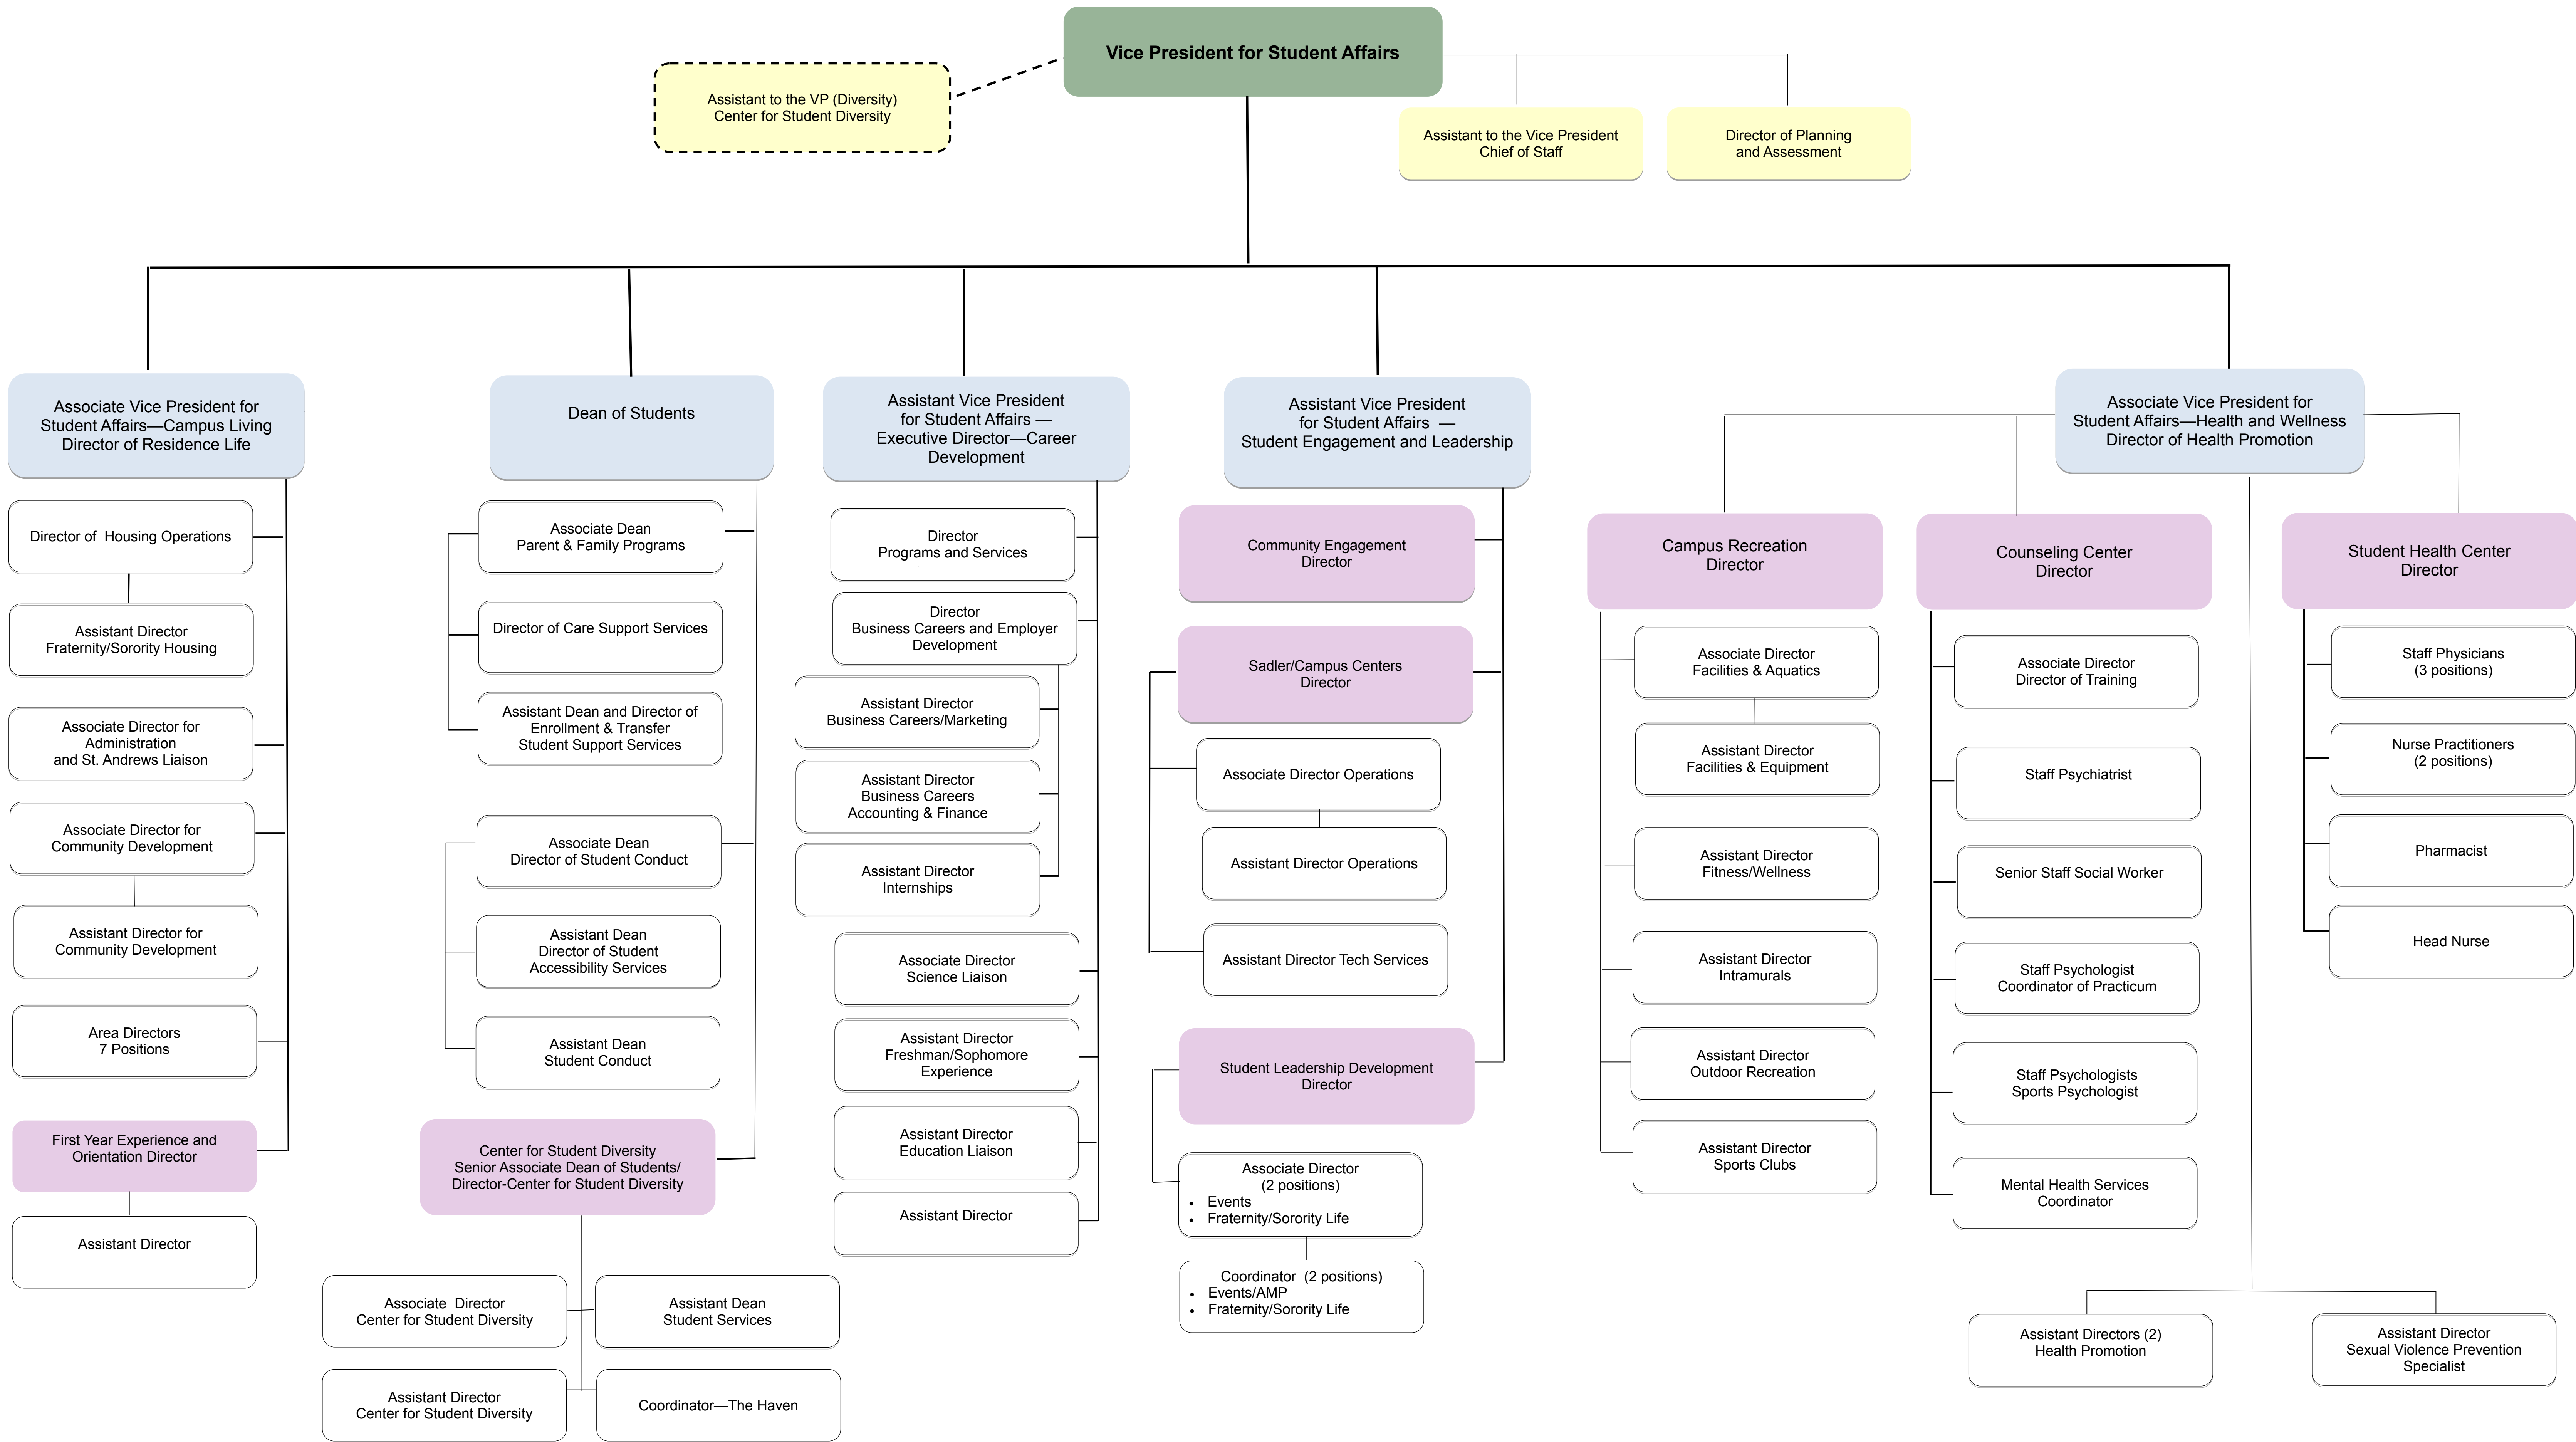 Vice President for Student Affairs
Assistant to the VP (Diversity)
Center for Student Diversity
Assistant to the Vice President
Chief of Staff
Director of Planning
and Assessment
Associate Vice President for
Student Affairs—Campus Living
Director of Residence Life
Director of  Housing Operations
Assistant Director
Fraternity/Sorority Housing
Associate Director for
Administration
and St. Andrews Liaison
Associate Director for
Community Development
Assistant Director for
Community Development
Area Directors
7 Positions
First Year Experience and
Orientation Director
Assistant Director
Dean of Students
Associate Dean
Parent & Family Programs
Director of Care Support Services
Assistant Dean and Director of
Enrollment & Transfer
Student Support Services
Associate Dean
Director of Student Conduct
Assistant Dean
Director of Student
Accessibility Services
Assistant Dean
Student Conduct
Center for Student Diversity
Senior Associate Dean of Students/
Director-Center for Student Diversity
Associate  Director
Center for Student Diversity
Assistant Dean
Student Services
Assistant Director
Center for Student Diversity
Coordinator—The Haven
Assistant Vice President
for Student Affairs —
Executive Director—Career
Development
Director
Programs and Services
Director
Business Careers and Employer
Development
Assistant Director
Business Careers/Marketing
Assistant Director
Business Careers
Accounting & Finance
Assistant Director
Internships
Associate Director
Science Liaison
Assistant Director
Freshman/Sophomore
Experience
Assistant Director
Education Liaison
Assistant Director
Assistant Vice President
for Student Affairs  —
Student Engagement and Leadership
Community Engagement
Director
Sadler/Campus Centers
Director
Associate Director Operations
Assistant Director Operations
Assistant Director Tech Services
Student Leadership Development
Director
Associate Director
(2 positions)
• Events
• Fraternity/Sorority Life
Coordinator  (2 positions)
• Events/AMP
• Fraternity/Sorority Life
Associate Vice President for
Student Affairs—Health and Wellness
Director of Health Promotion
Campus Recreation
Director
Associate Director
Facilities & Aquatics
Assistant Director
Facilities & Equipment
Assistant Director
Fitness/Wellness
Assistant Director
Intramurals
Assistant Director
Outdoor Recreation
Assistant Director
Sports Clubs
Counseling Center
Director
Associate Director
Director of Training
Staff Psychiatrist
Senior Staff Social Worker
Staff Psychologist
Coordinator of Practicum
Staff Psychologists
Sports Psychologist
Mental Health Services
Coordinator
Student Health Center
Director
Staff Physicians
(3 positions)
Nurse Practitioners
(2 positions)
Pharmacist
Head Nurse
Assistant Directors (2)
Health Promotion
Assistant Director
Sexual Violence Prevention
Specialist